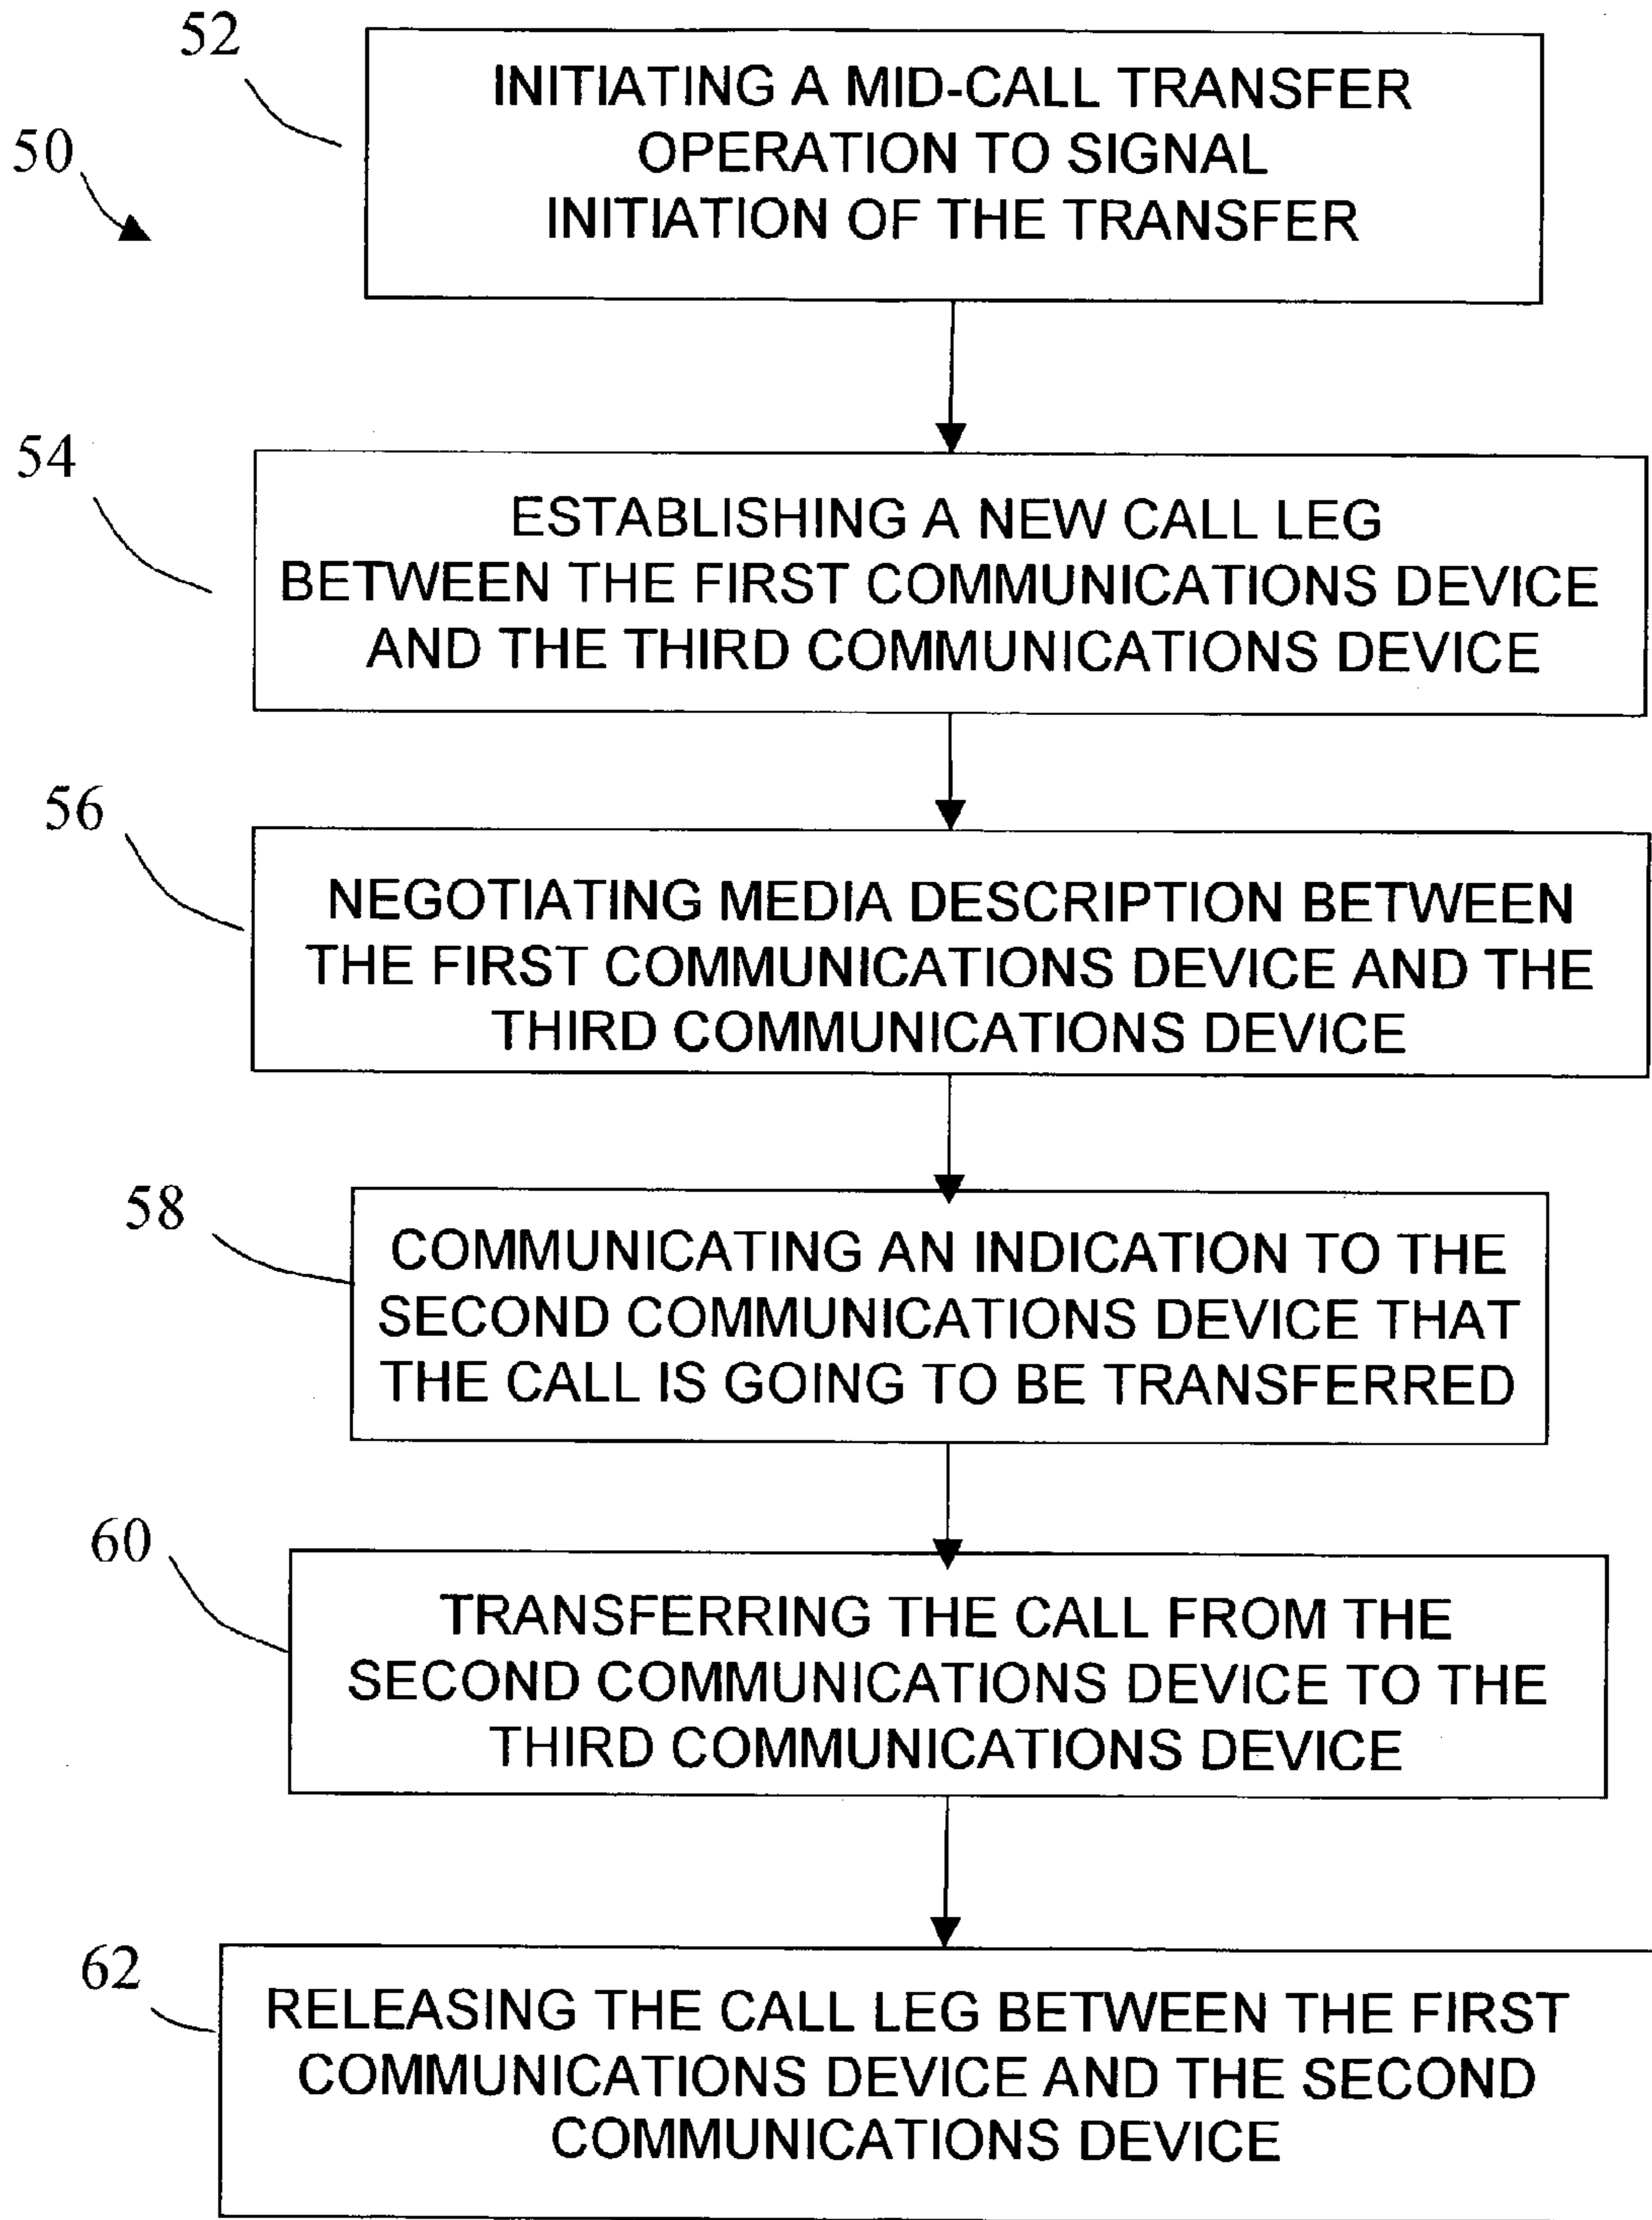 52
INITIATING A MID-CALL TRANSFER
OPERATION TO SIGNAL
INITIATION OF THE TRANSFER
50
54
ESTABLISHING A NEW CALL LEG
BETWEEN THE FIRST COMMUNICATIONS DEVICE
AND THE THIRD COMMUNICATIONS DEVICE
56
NEGOTIATING MEDIA DESCRIPTION BETWEEN
THE FIRST COMMUNICATIONS DEVICE AND THE
THIRD COMMUNICATIONS DEVICE
58
COMMUNICATING AN INDICATION TO THE
SECOND COMMUNICATIONS DEVICE THAT
THE CALL IS GOING TO BE TRANSFERRED
60
TRANSFERRING THE CALL FROM THE
SECOND COMMUNICATIONS DEVICE TO THE
THIRD COMMUNICATIONS DEVICE
62
RELEASING THE CALL LEG BETWEEN THE FIRST
COMMUNICATIONS DEVICE AND THE SECOND
COMMUNICATIONS DEVICE